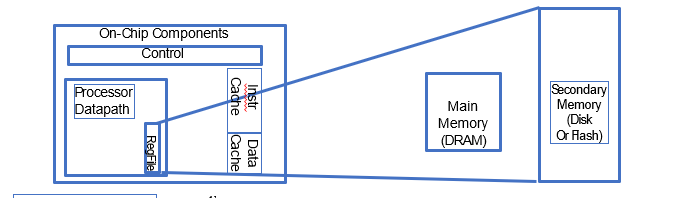 On-Chip Components
Control
Processor
Datapath
RegFile
Instr
Cache
Data
Cache
Main
Memory
(DRAM)
Secondary
Memory
(Disk
Or Flash)